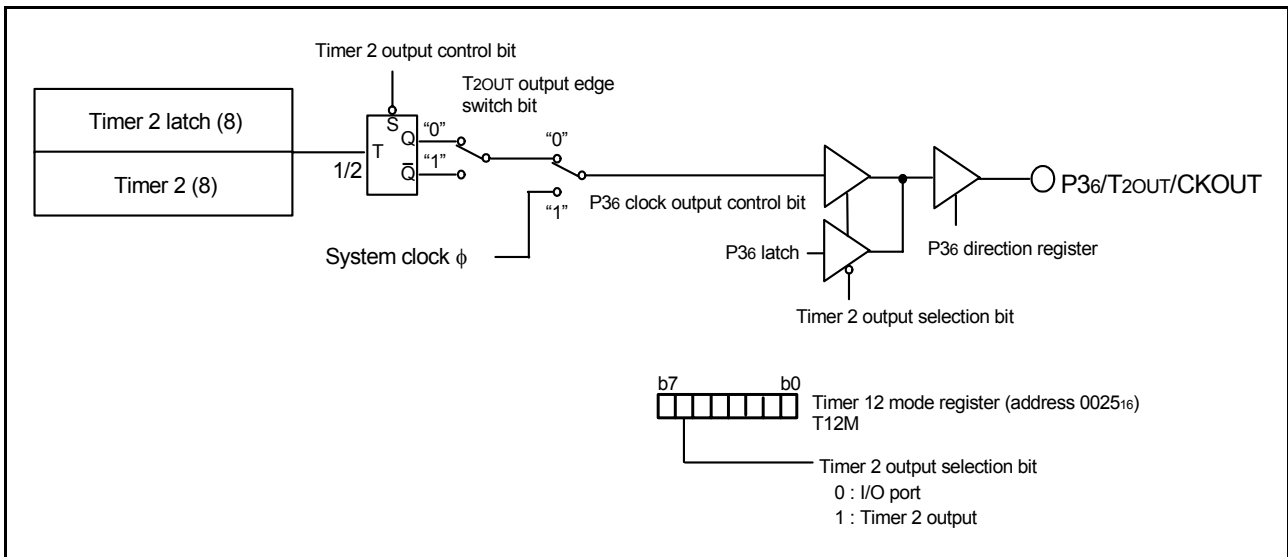 Timer 2 output control bit
T2OUT output edge
switch bit
Timer 2 latch (8)
Timer 2 (8)
S
T
Q
Q̅
1/2
“0”
“1”
“0”
“1”
P36 clock output control bit
System clock ϕ
P36 latch
P36/T2OUT/CKOUT
P36 direction register
Timer 2 output selection bit
b7
b0
Timer 12 mode register (address 002516)
T12M
Timer 2 output selection bit
0 : I/O port
1 : Timer 2 output